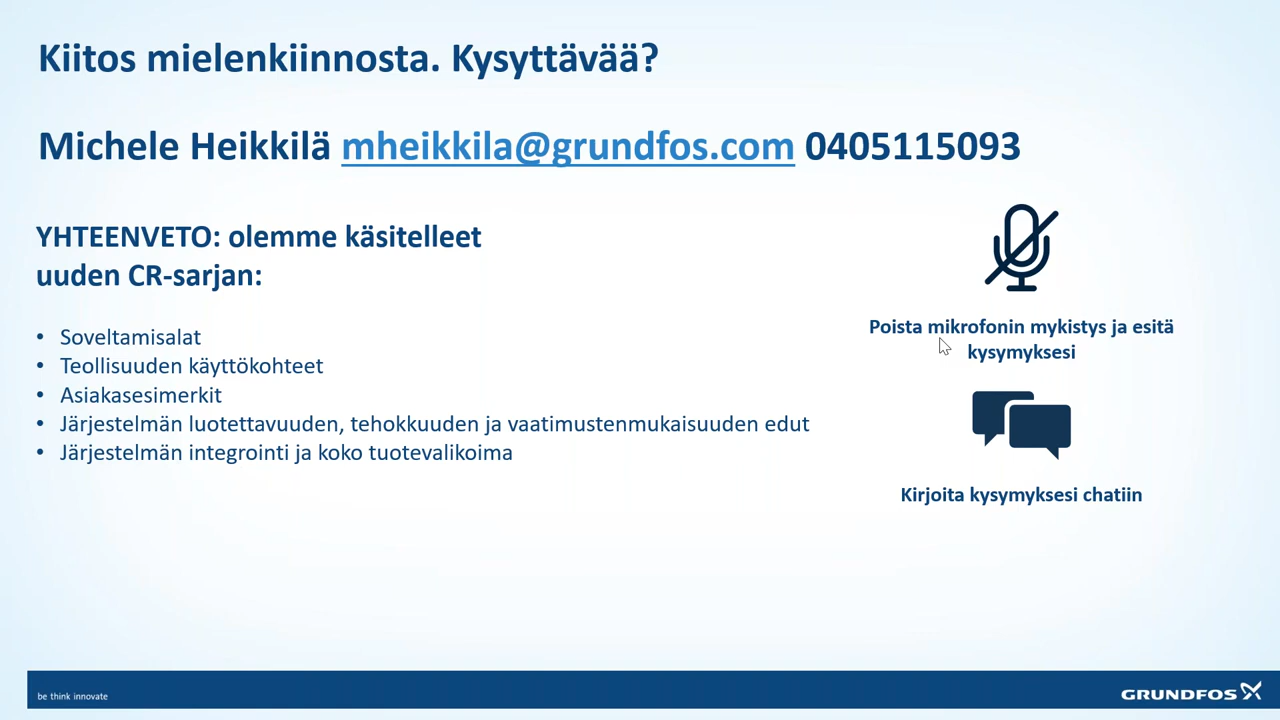 Kiitos mielenkiinnosta. Kysyttävää?
Michele Heikkilä mheikkila@grundfos.com 0405115093
YHTEENVETO: olemme käsitelleet
uuden CR-sarjan:
• Soveltamisalat
• Teollisuuden käyttökohteet
• Asiakasesimerkit
• Järjestelmän luotettavuuden, tehokkuuden ja vaatimustenmukaisuuden edut
• Järjestelmän integrointi ja koko tuotevalikoima
Poista mikrofonin mykistys ja esitä
kysymyksesi
Kirjoita kysymyksesi chatiin
be think innovate
GRUNDFOS